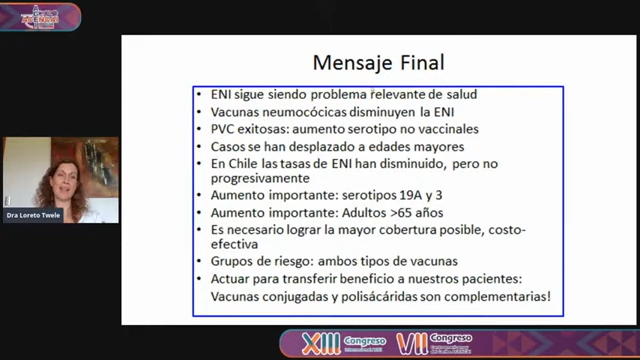 Mensaje Final
• ENI sigue siendo problema relevante de salud
• Vacunas neumocócicas disminuyen la ENI
• PVC exitosas: aumento serotipo no vaccinales
• Casos se han desplazado a edades mayores
• En Chile las tasas de ENI han disminuido, pero no
progresivamente
• Aumento importante: serotipos 19A y 3
• Aumento importante: Adultos >65 años
• Es necesario lograr la mayor cobertura posible, costo-
efectiva
• Grupos de riesgo: ambos tipos de vacunas
• Actuar para transferir beneficio a nuestros pacientes:
Vacunas conjugadas y polisácáridas son complementarias!
Dra Loreto Twele
XIII Congreso
VII Congreso